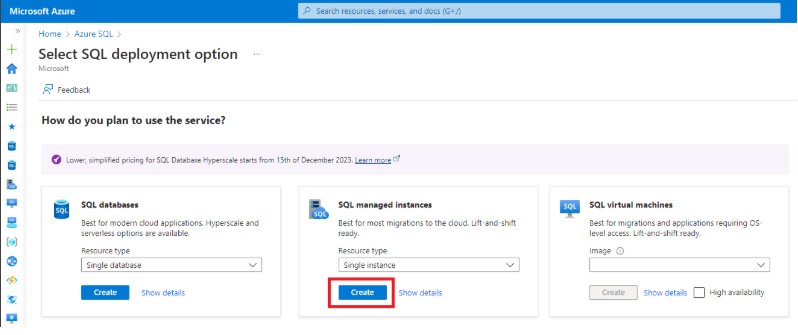 Microsoft Azure
Search resources, services, and docs (G+/)
Home > Azure SQL >
Select SQL deployment option ...
Microsoft
Feedback
How do you plan to use the service?
Lower, simplified pricing for SQL Database Hyperscale starts from 15th of December 2023. Learn more
SQL
SQL databases
Best for modern cloud applications. Hyperscale and
serverless options are available.
Resource type
Single database
Create
Show details
SQL
SQL managed instances
Best for most migrations to the cloud. Lift-and-shift
ready.
Resource type
Single instance
Create
Show details
SQL
SQL virtual machines
Best for migrations and applications requiring OS-
level access. Lift-and-shift ready.
Image
Create
Show details
High availability